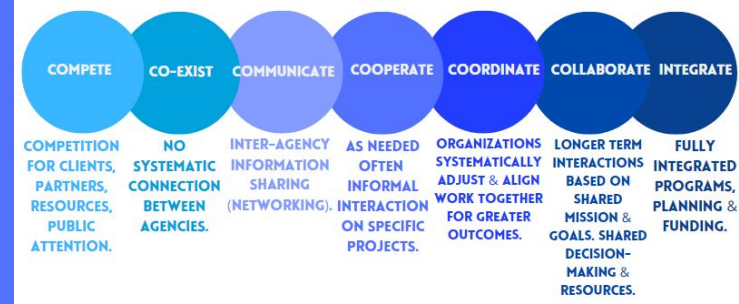 COMPETE
CO-EXIST
COMMUNICATE
COOPERATE
COORDINATE
COLLABORATE
INTEGRATE
COMPETITION
FOR CLIENTS,
PARTNERS,
RESOURCES,
PUBLIC
ATTENTION.
NO
SYSTEMATIC
CONNECTION
BETWEEN
AGENCIES.
INTER-AGENCY
INFORMATION
SHARING
(NETWORKING).
AS NEEDED
OFTEN
INFORMAL
INTERACTION
ON SPECIFIC
PROJECTS.
ORGANIZATIONS
SYSTEMATICALLY
ADJUST & ALIGN
WORK TOGETHER
FOR GREATER
OUTCOMES.
LONGER TERM
INTERACTIONS
BASED ON
SHARED
MISSION &
GOALS. SHARED
DECISION-
MAKING &
RESOURCES.
FULLY
INTEGRATED
PROGRAMS,
PLANNING &
FUNDING.